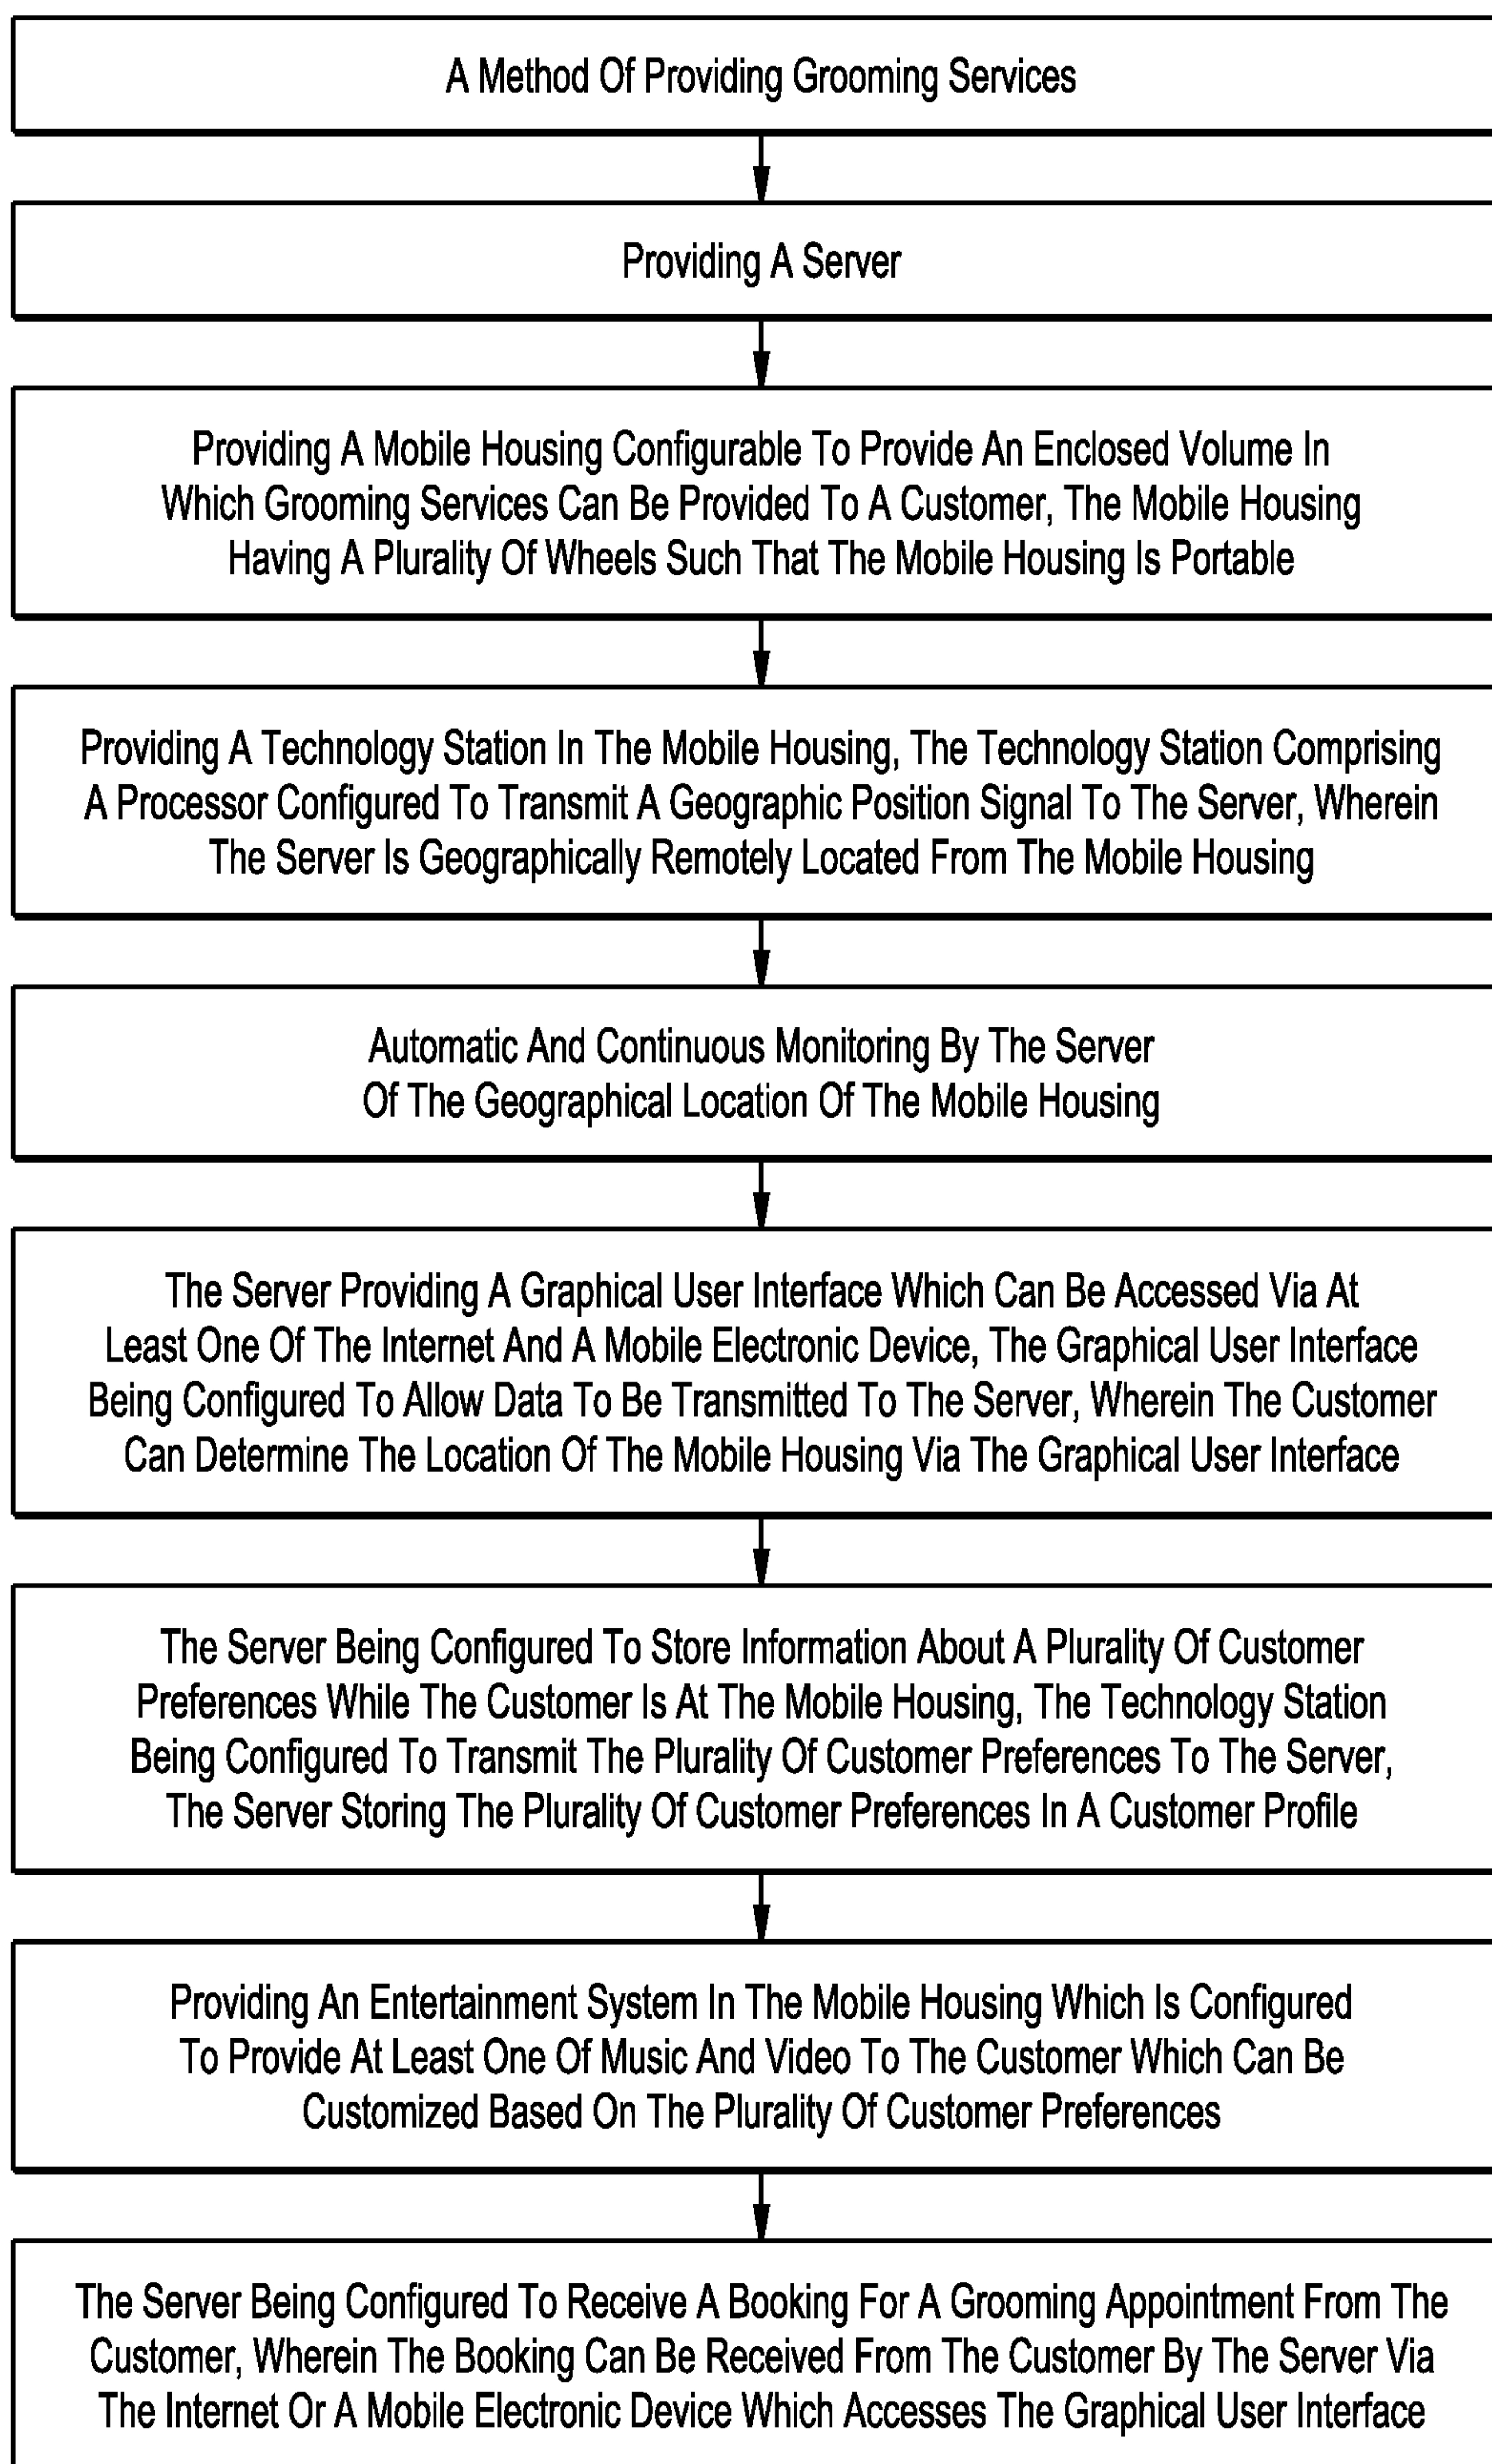 A Method Of Providing Grooming Services
Providing A Server
Providing A Mobile Housing Configurable To Provide An Enclosed Volume In
Which Grooming Services Can Be Provided To A Customer, The Mobile Housing
Having A Plurality Of Wheels Such That The Mobile Housing Is Portable
Providing A Technology Station In The Mobile Housing, The Technology Station Comprising
A Processor Configured To Transmit A Geographic Position Signal To The Server, Wherein
The Server Is Geographically Remotely Located From The Mobile Housing
Automatic And Continuous Monitoring By The Server
Of The Geographical Location Of The Mobile Housing
The Server Providing A Graphical User Interface Which Can Be Accessed Via At
Least One Of The Internet And A Mobile Electronic Device, The Graphical User Interface
Being Configured To Allow Data To Be Transmitted To The Server, Wherein The Customer
Can Determine The Location Of The Mobile Housing Via The Graphical User Interface
The Server Being Configured To Store Information About A Plurality Of Customer
Preferences While The Customer Is At The Mobile Housing, The Technology Station
Being Configured To Transmit The Plurality Of Customer Preferences To The Server,
The Server Storing The Plurality Of Customer Preferences In A Customer Profile
Providing An Entertainment System In The Mobile Housing Which Is Configured
To Provide At Least One Of Music And Video To The Customer Which Can Be
Customized Based On The Plurality Of Customer Preferences
The Server Being Configured To Receive A Booking For A Grooming Appointment From The
Customer, Wherein The Booking Can Be Received From The Customer By The Server Via
The Internet Or A Mobile Electronic Device Which Accesses The Graphical User Interface